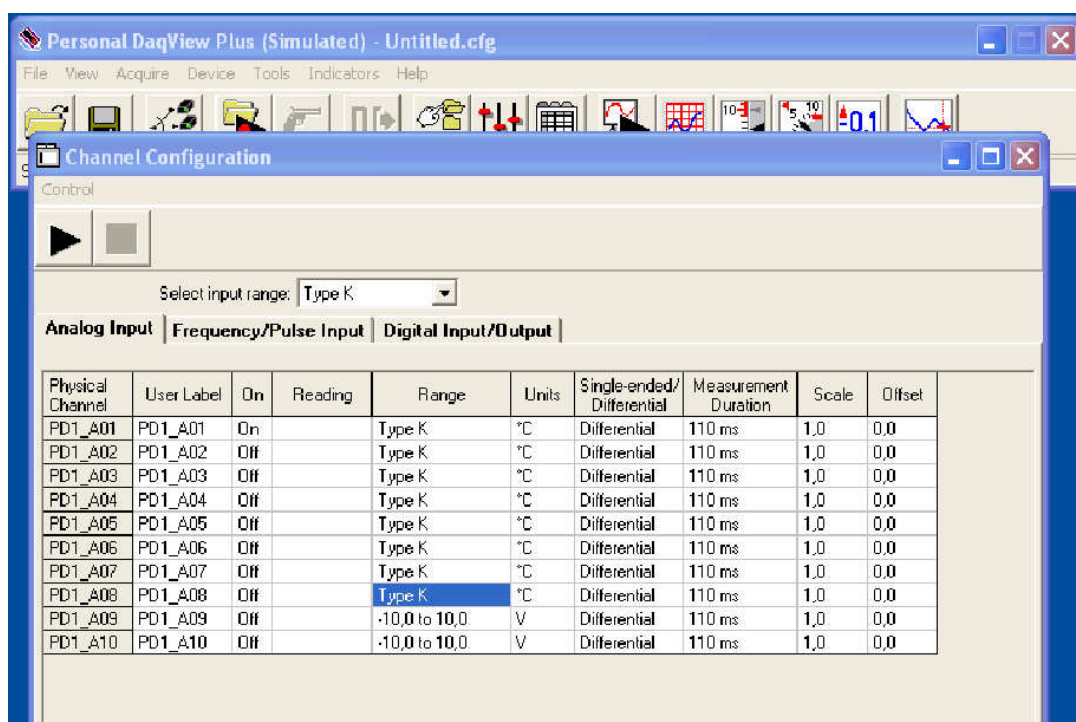 Personal DaqView Plus (Simulated) - Untitled.cfg
File View Acquire Device Tools Indicators Help
Channel Configuration
Control
Select input range: Type K
Analog Input Frequency/Pulse Input Digital Input/Output
Physical Channel User Label On Reading Range Units Single-ended/ Differential Measurement Duration Scale Offset
PD1_A01 PD1_A01 On Type K °C Differential 110 ms 1,0 0,0
PD1_A02 PD1_A02 Off Type K °C Differential 110 ms 1,0 0,0
PD1_A03 PD1_A03 Off Type K °C Differential 110 ms 1,0 0,0
PD1_A04 PD1_A04 Off Type K °C Differential 110 ms 1,0 0,0
PD1_A05 PD1_A05 Off Type K °C Differential 110 ms 1,0 0,0
PD1_A06 PD1_A06 Off Type K °C Differential 110 ms 1,0 0,0
PD1_A07 PD1_A07 Off Type K °C Differential 110 ms 1,0 0,0
PD1_A08 PD1_A08 Off Type K °C Differential 110 ms 1,0 0,0
PD1_A09 PD1_A09 Off -10,0 to 10,0 V Differential 110 ms 1,0 0,0
PD1_A10 PD1_A10 Off -10,0 to 10,0 V Differential 110 ms 1,0 0,0